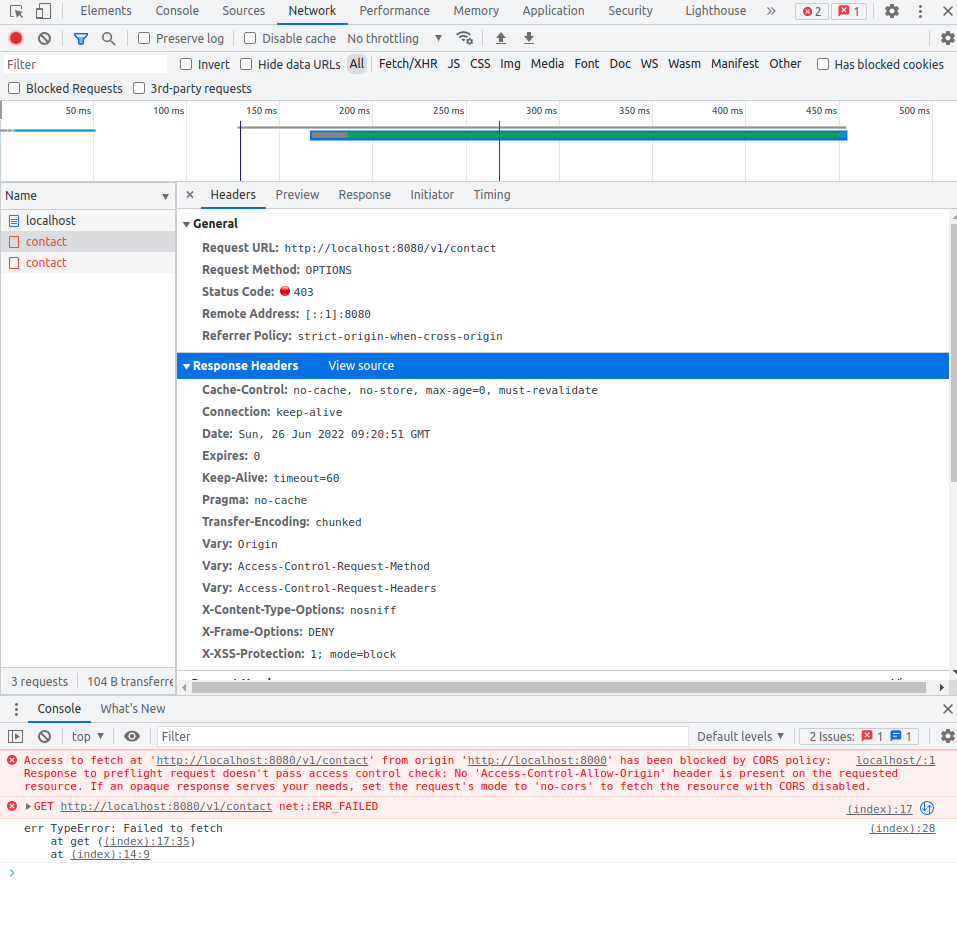 Elements Console Sources Network Performance Memory Application Security Lighthouse » 2 1
Preserve log Disable cache No throttling
Filter Invert Hide data URLs All Fetch/XHR JS CSS Img Media Font Doc WS Wasm Manifest Other Has blocked cookies
Blocked Requests 3rd-party requests
50 ms 100 ms 150 ms 200 ms 250 ms 300 ms 350 ms 400 ms 450 ms 500 ms
Name
localhost
contact
contact
3 requests 104 B transferre
× Headers Preview Response Initiator Timing
General
Request URL: http://localhost:8080/v1/contact
Request Method: OPTIONS
Status Code: 403
Remote Address: [::1]:8080
Referrer Policy: strict-origin-when-cross-origin
Response Headers View source
Cache-Control: no-cache, no-store, max-age=0, must-revalidate
Connection: keep-alive
Date: Sun, 26 Jun 2022 09:20:51 GMT
Expires: 0
Keep-Alive: timeout=60
Pragma: no-cache
Transfer-Encoding: chunked
Vary: Origin
Vary: Access-Control-Request-Method
Vary: Access-Control-Request-Headers
X-Content-Type-Options: nosniff
X-Frame-Options: DENY
X-XSS-Protection: 1; mode=block
Console What's New
top Filter Default levels 2 Issues: 1 1
Access to fetch at 'http://localhost:8080/v1/contact' from origin 'http://localhost:8000' has been blocked by CORS policy: localhost/:1
Response to preflight request doesn't pass access control check: No 'Access-Control-Allow-Origin' header is present on the requested
resource. If an opaque response serves your needs, set the request's mode to 'no-cors' to fetch the resource with CORS disabled.
GET http://localhost:8080/v1/contact net::ERR_FAILED (index):17
err TypeError: Failed to fetch (index):28
at get ((index):17:35)
at (index):14:9